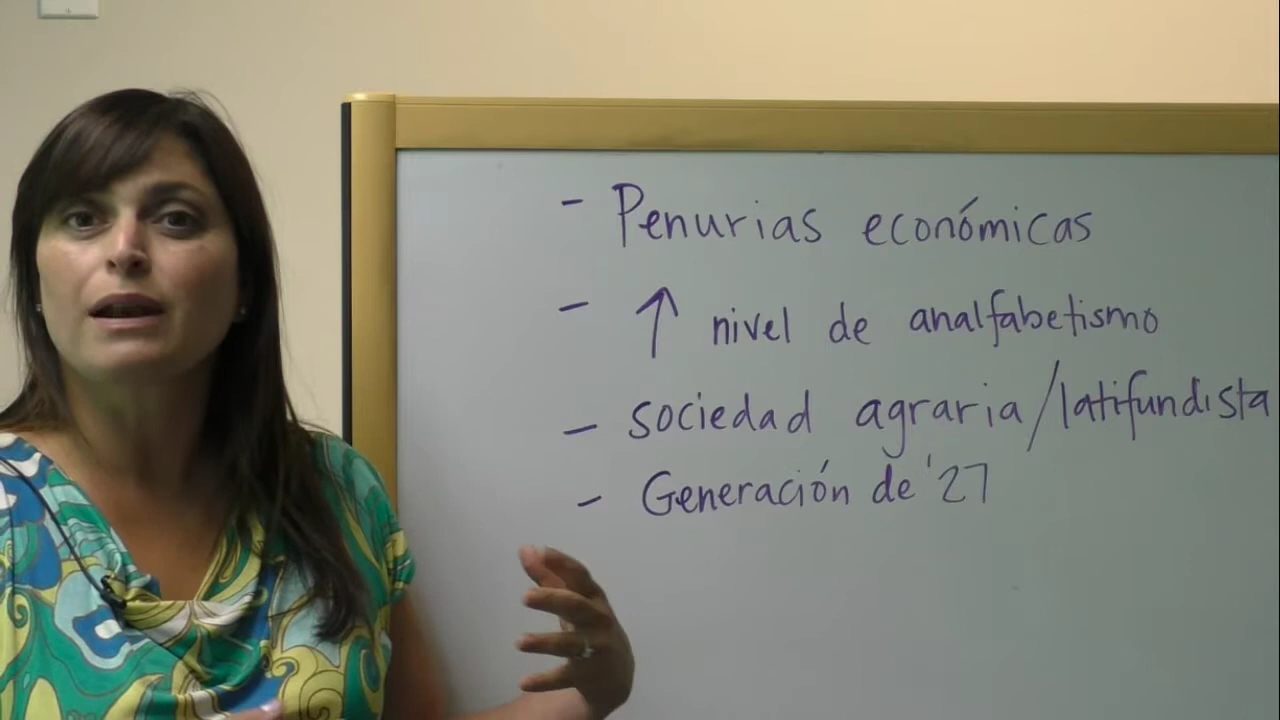 - Penurias económicas
- ↑ nivel de analfabetismo
- sociedad agraria/latifundista
- Generación de '27